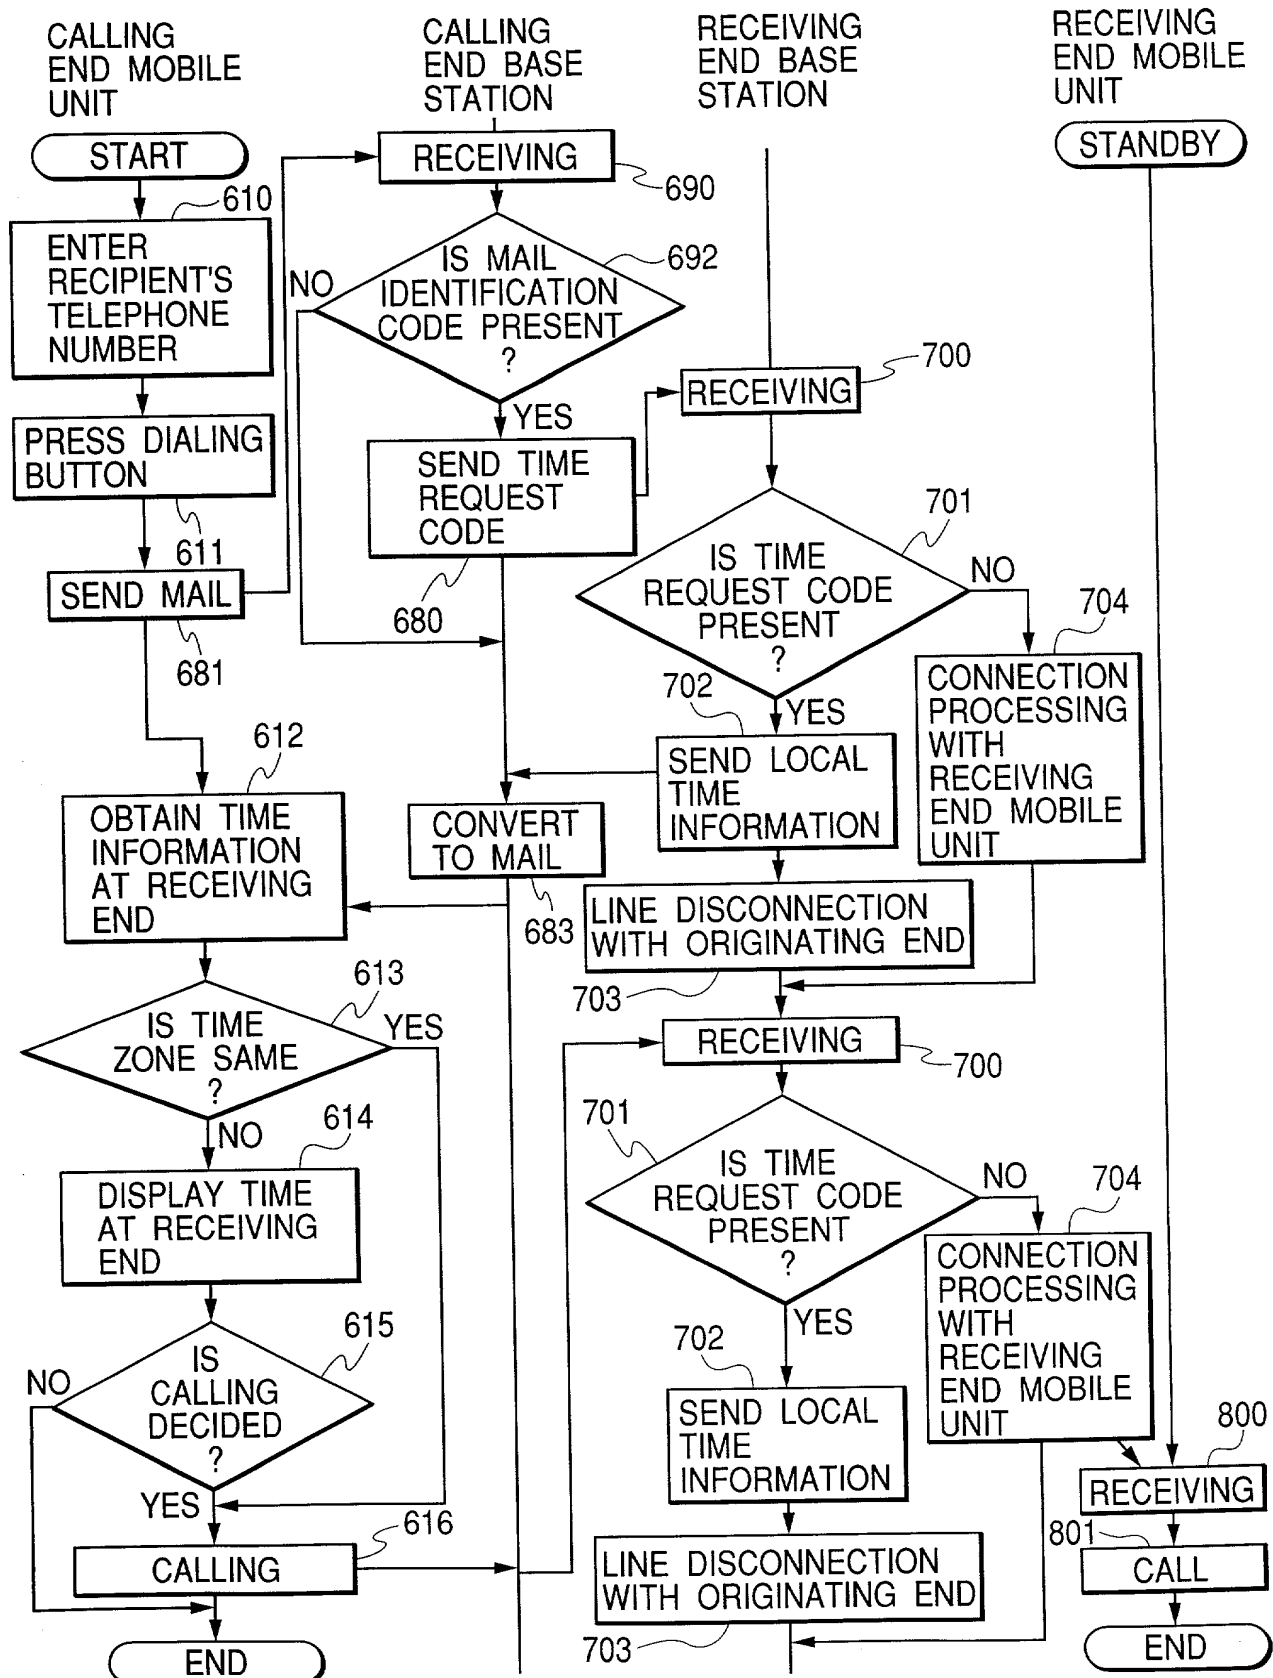 CALLING
END MOBILE
UNIT
START
610
ENTER
RECIPIENT'S
TELEPHONE
NUMBER
PRESS DIALING
BUTTON
611
SEND MAIL
681
612
OBTAIN TIME
INFORMATION
AT RECEIVING
END
613
IS TIME
ZONE SAME
?
YES
NO
614
DISPLAY TIME
AT RECEIVING
END
615
IS
CALLING
DECIDED
?
NO
YES
616
CALLING
END
CALLING
END BASE
STATION
RECEIVING
690
692
IS MAIL
IDENTIFICATION
CODE PRESENT
?
NO
YES
SEND TIME
REQUEST
CODE
680
CONVERT
TO MAIL
683
RECEIVING
END BASE
STATION
700
RECEIVING
701
IS TIME
REQUEST CODE
PRESENT
?
NO
YES
704
CONNECTION
PROCESSING
WITH
RECEIVING
END MOBILE
UNIT
702
SEND LOCAL
TIME
INFORMATION
LINE DISCONNECTION
WITH ORIGINATING END
703
RECEIVING
700
701
IS TIME
REQUEST CODE
PRESENT
?
NO
YES
704
CONNECTION
PROCESSING
WITH
RECEIVING
END MOBILE
UNIT
702
SEND LOCAL
TIME
INFORMATION
LINE DISCONNECTION
WITH ORIGINATING END
703
RECEIVING
END MOBILE
UNIT
STANDBY
800
RECEIVING
801
CALL
END